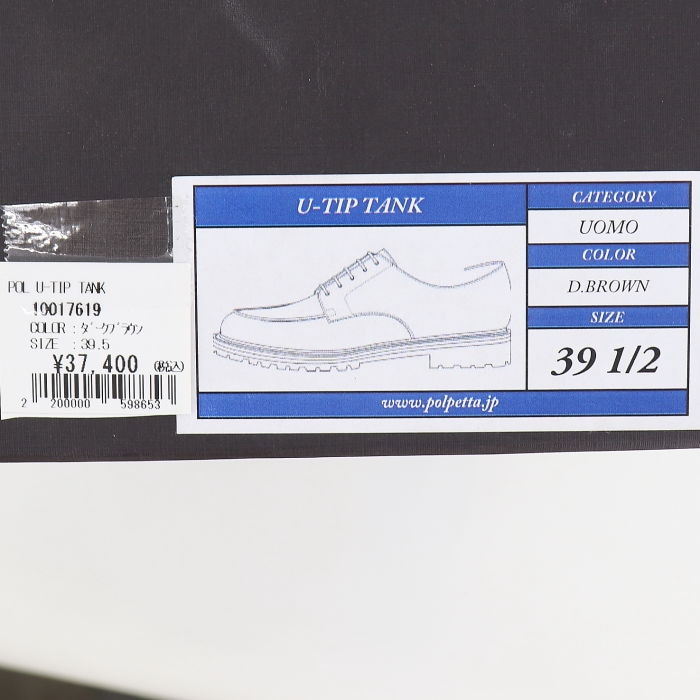 U-TIP TANK
CATEGORY
UOMO
COLOR
D.BROWN
SIZE
39 1/2
www.polpetta.jp
POL U-TIP TANK
10017619
COLOR : ﾀﾞｰｸﾌﾞﾗｳﾝ
SIZE : 39.5
¥37,400 (税込)
2 200000 598653